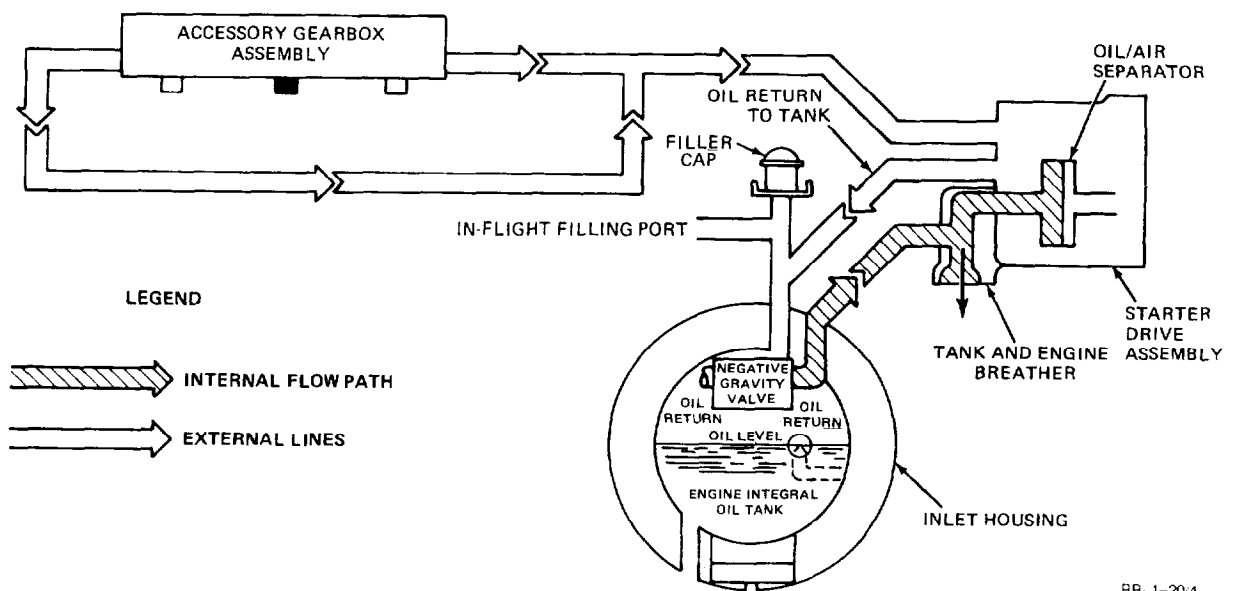 ACCESSORY GEARBOX
ASSEMBLY
OIL/AIR
SEPARATOR
OIL RETURN
TO TANK
FILLER
CAP
IN-FLIGHT FILLING PORT
LEGEND
STARTER
DRIVE
ASSEMBLY
TANK AND ENGINE
BREATHER
INTERNAL FLOW PATH
NEGATIVE
GRAVITY
VALVE
OIL
RETURN
OIL
RETURN
OIL LEVEL
EXTERNAL LINES
ENGINE INTEGRAL
OIL TANK
INLET HOUSING